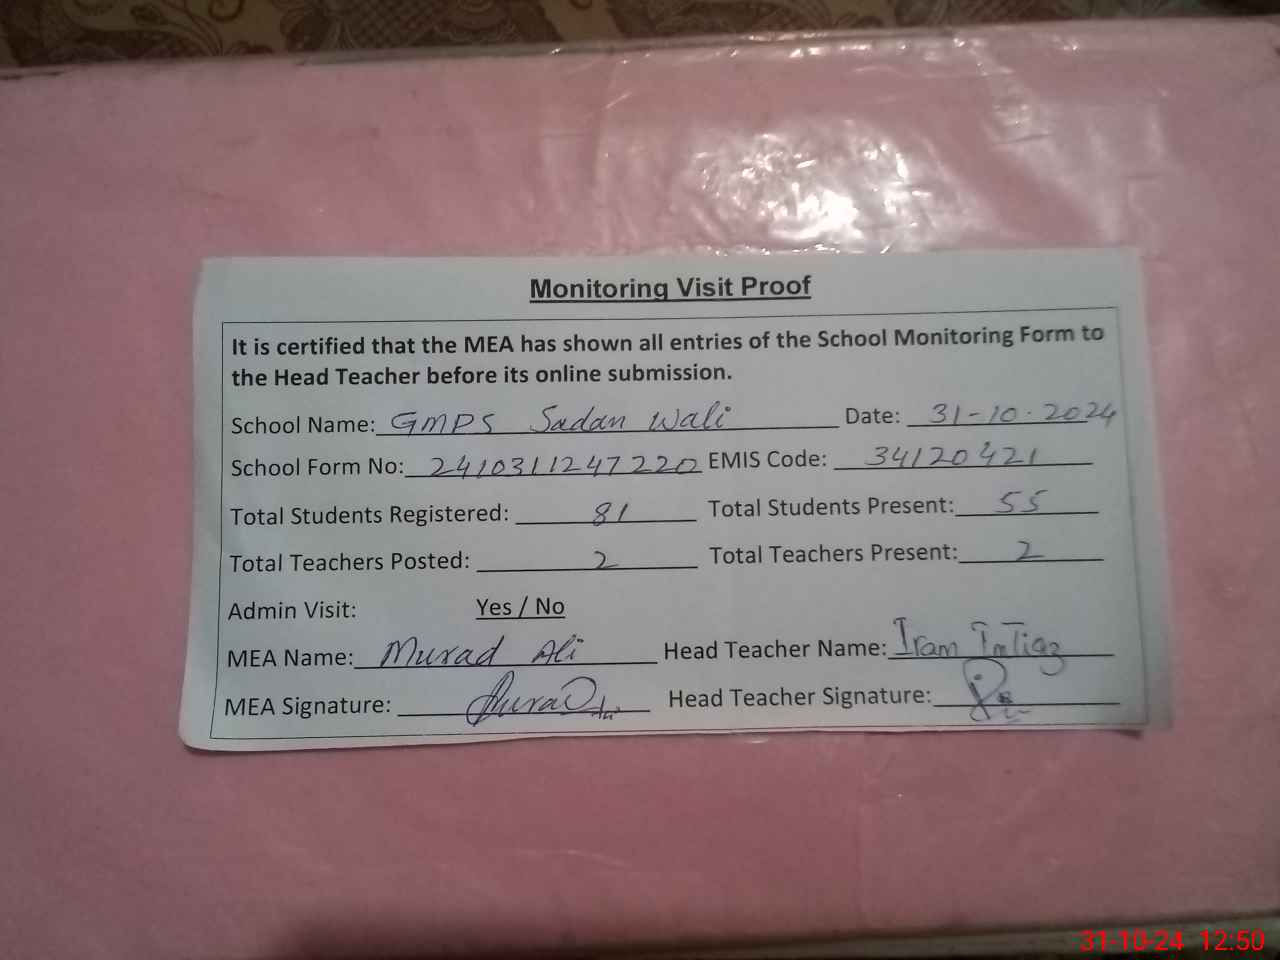 Monitoring Visit Proof
It is certified that the MEA has shown all entries of the School Monitoring Form to
the Head Teacher before its online submission.
School Name: GMPS Sadan Wali Date: 31-10-2024
School Form No: 2410311247220 EMIS Code: 34120421
Total Students Registered: 81 Total Students Present: 55
Total Teachers Posted: 2 Total Teachers Present: 2
Admin Visit: Yes / No
MEA Name: Murad Ali Head Teacher Name: Iram Imtiaz
MEA Signature: Murad Head Teacher Signature:
31-10-24 12:50